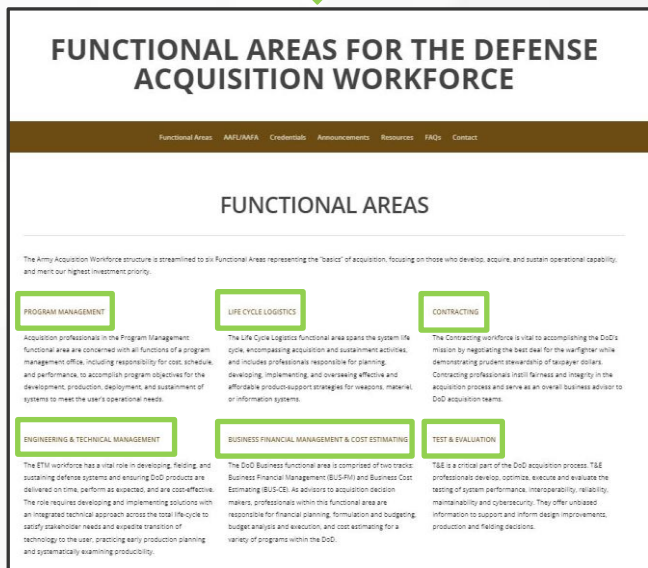 FUNCTIONAL AREAS FOR THE DEFENSE
ACQUISITION WORKFORCE
Functional Areas AAFL/AAFA Credentials Announcements Resources FAQs Contact
FUNCTIONAL AREAS
The Army Acquisition Workforce structure is streamlined to six Functional Areas representing the "basics" of acquisition, focusing on those who develop, acquire, and sustain operational capability,
and merit our highest investment priority.
PROGRAM MANAGEMENT
Acquisition professionals in the Program Management
functional area are concerned with all functions of a program
management office, including responsibility for cost, schedule,
and performance, to accomplish program objectives for the
development, production, deployment, and sustainment of
systems to meet the user's operational needs.
LIFE CYCLE LOGISTICS
The Life Cycle Logistics functional area spans the system life
cycle, encompassing acquisition and sustainment activities,
and includes professionals responsible for planning,
developing, implementing, and overseeing effective and
affordable product-support strategies for weapons, materiel,
or information systems.
CONTRACTING
The Contracting workforce is vital to accomplishing the DoD's
mission by negotiating the best deal for the warfighter while
demonstrating prudent stewardship of taxpayer dollars.
Contracting professionals instill fairness and integrity in the
acquisition process and serve as an overall business advisor to
DoD acquisition teams.
ENGINEERING & TECHNICAL MANAGEMENT
The ETM workforce has a vital role in developing, fielding, and
sustaining defense systems and ensuring DoD products are
delivered on time, perform as expected, and are cost-effective.
The role requires developing and implementing solutions with
an integrated technical approach across the total life-cycle to
satisfy stakeholder needs and expedite transition of
technology to the user, practicing early production planning
and systematically examining producibility.
BUSINESS FINANCIAL MANAGEMENT & COST ESTIMATING
The DoD Business functional area is comprised of two tracks:
Business Financial Management (BUS-FM) and Business Cost
Estimating (BUS-CE). As advisors to acquisition decision
makers, professionals within this functional area are
responsible for financial planning, formulation and budgeting,
budget analysis and execution, and cost estimating for a
variety of programs within the DoD.
TEST & EVALUATION
T&E is a critical part of the DoD acquisition process. T&E
professionals develop, optimize, execute and evaluate the
testing of system performance, interoperability, reliability,
maintainability and cybersecurity. They offer unbiased
information to support and inform design improvements,
production and fielding decisions.